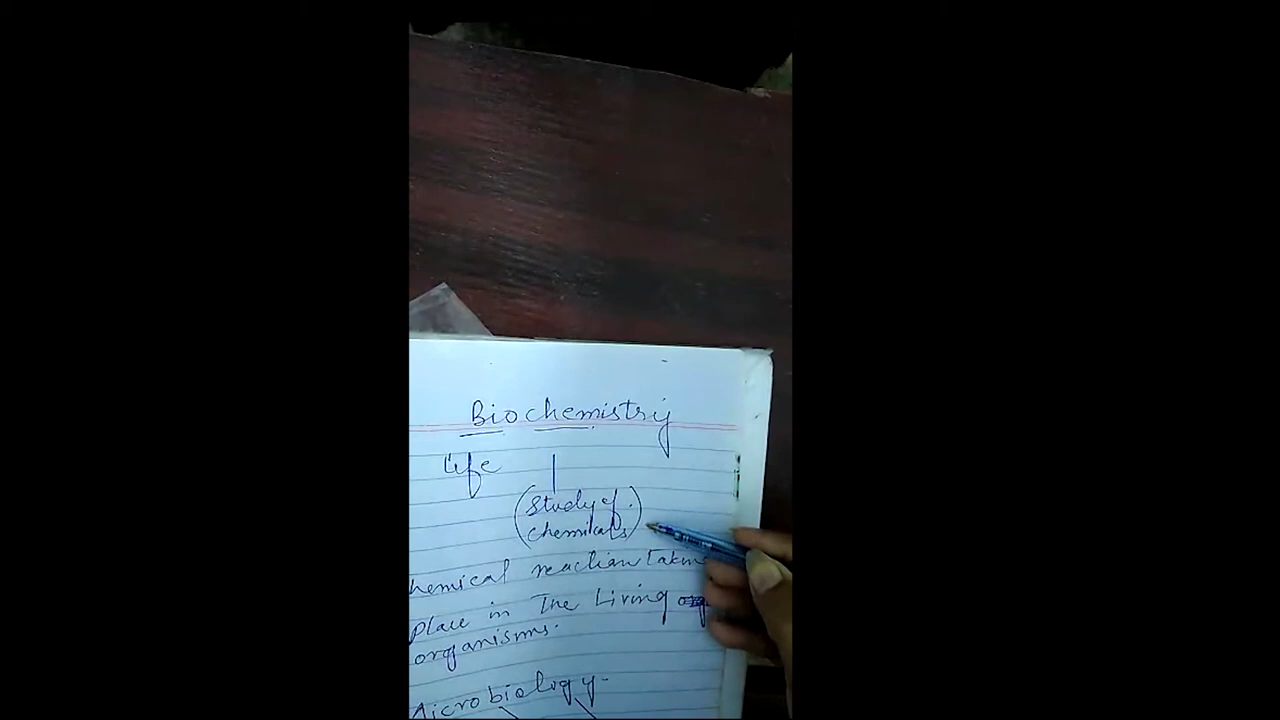 Biochemistry
Life
(Study of
Chemicals)
hemical reaction Takin
place in The Living
organisms.
Microbiology.